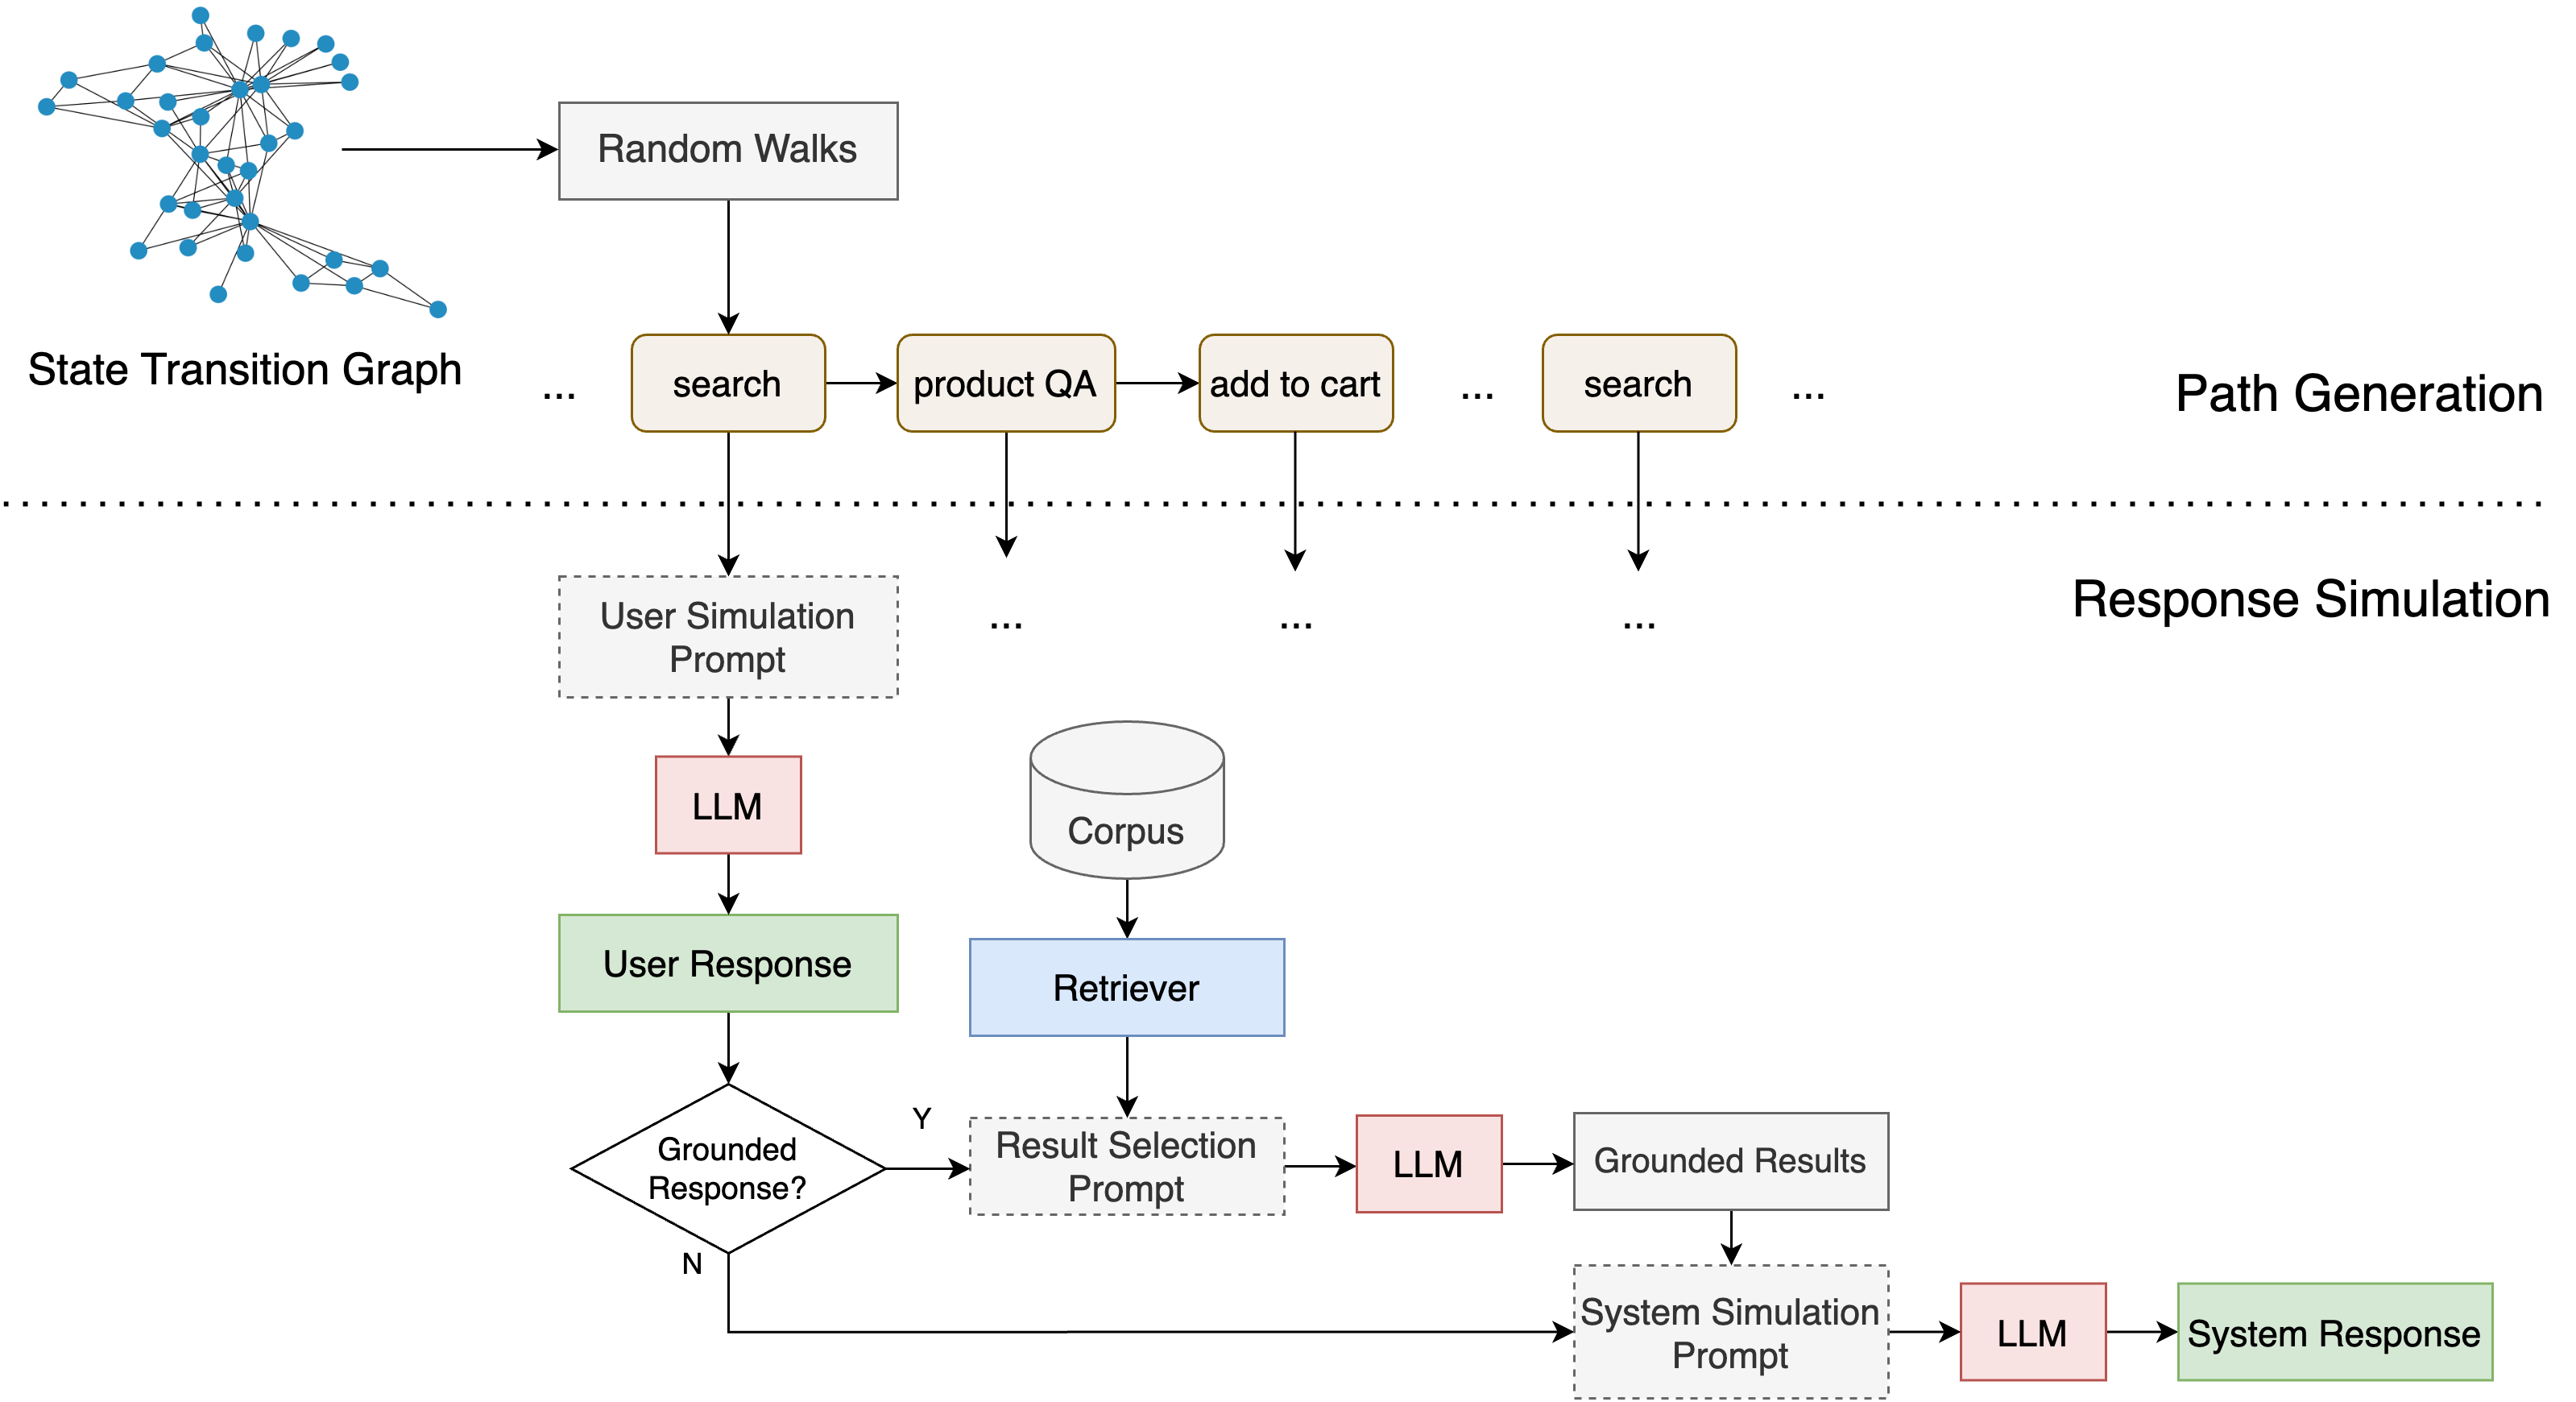 Random Walks
State Transition Graph
...
search
product QA
add to cart
...
search
...
Path Generation
Response Simulation
User Simulation
Prompt
...
...
...
LLM
Corpus
User Response
Retriever
Grounded
Response?
Y
N
Result Selection
Prompt
LLM
Grounded Results
System Simulation
Prompt
LLM
System Response